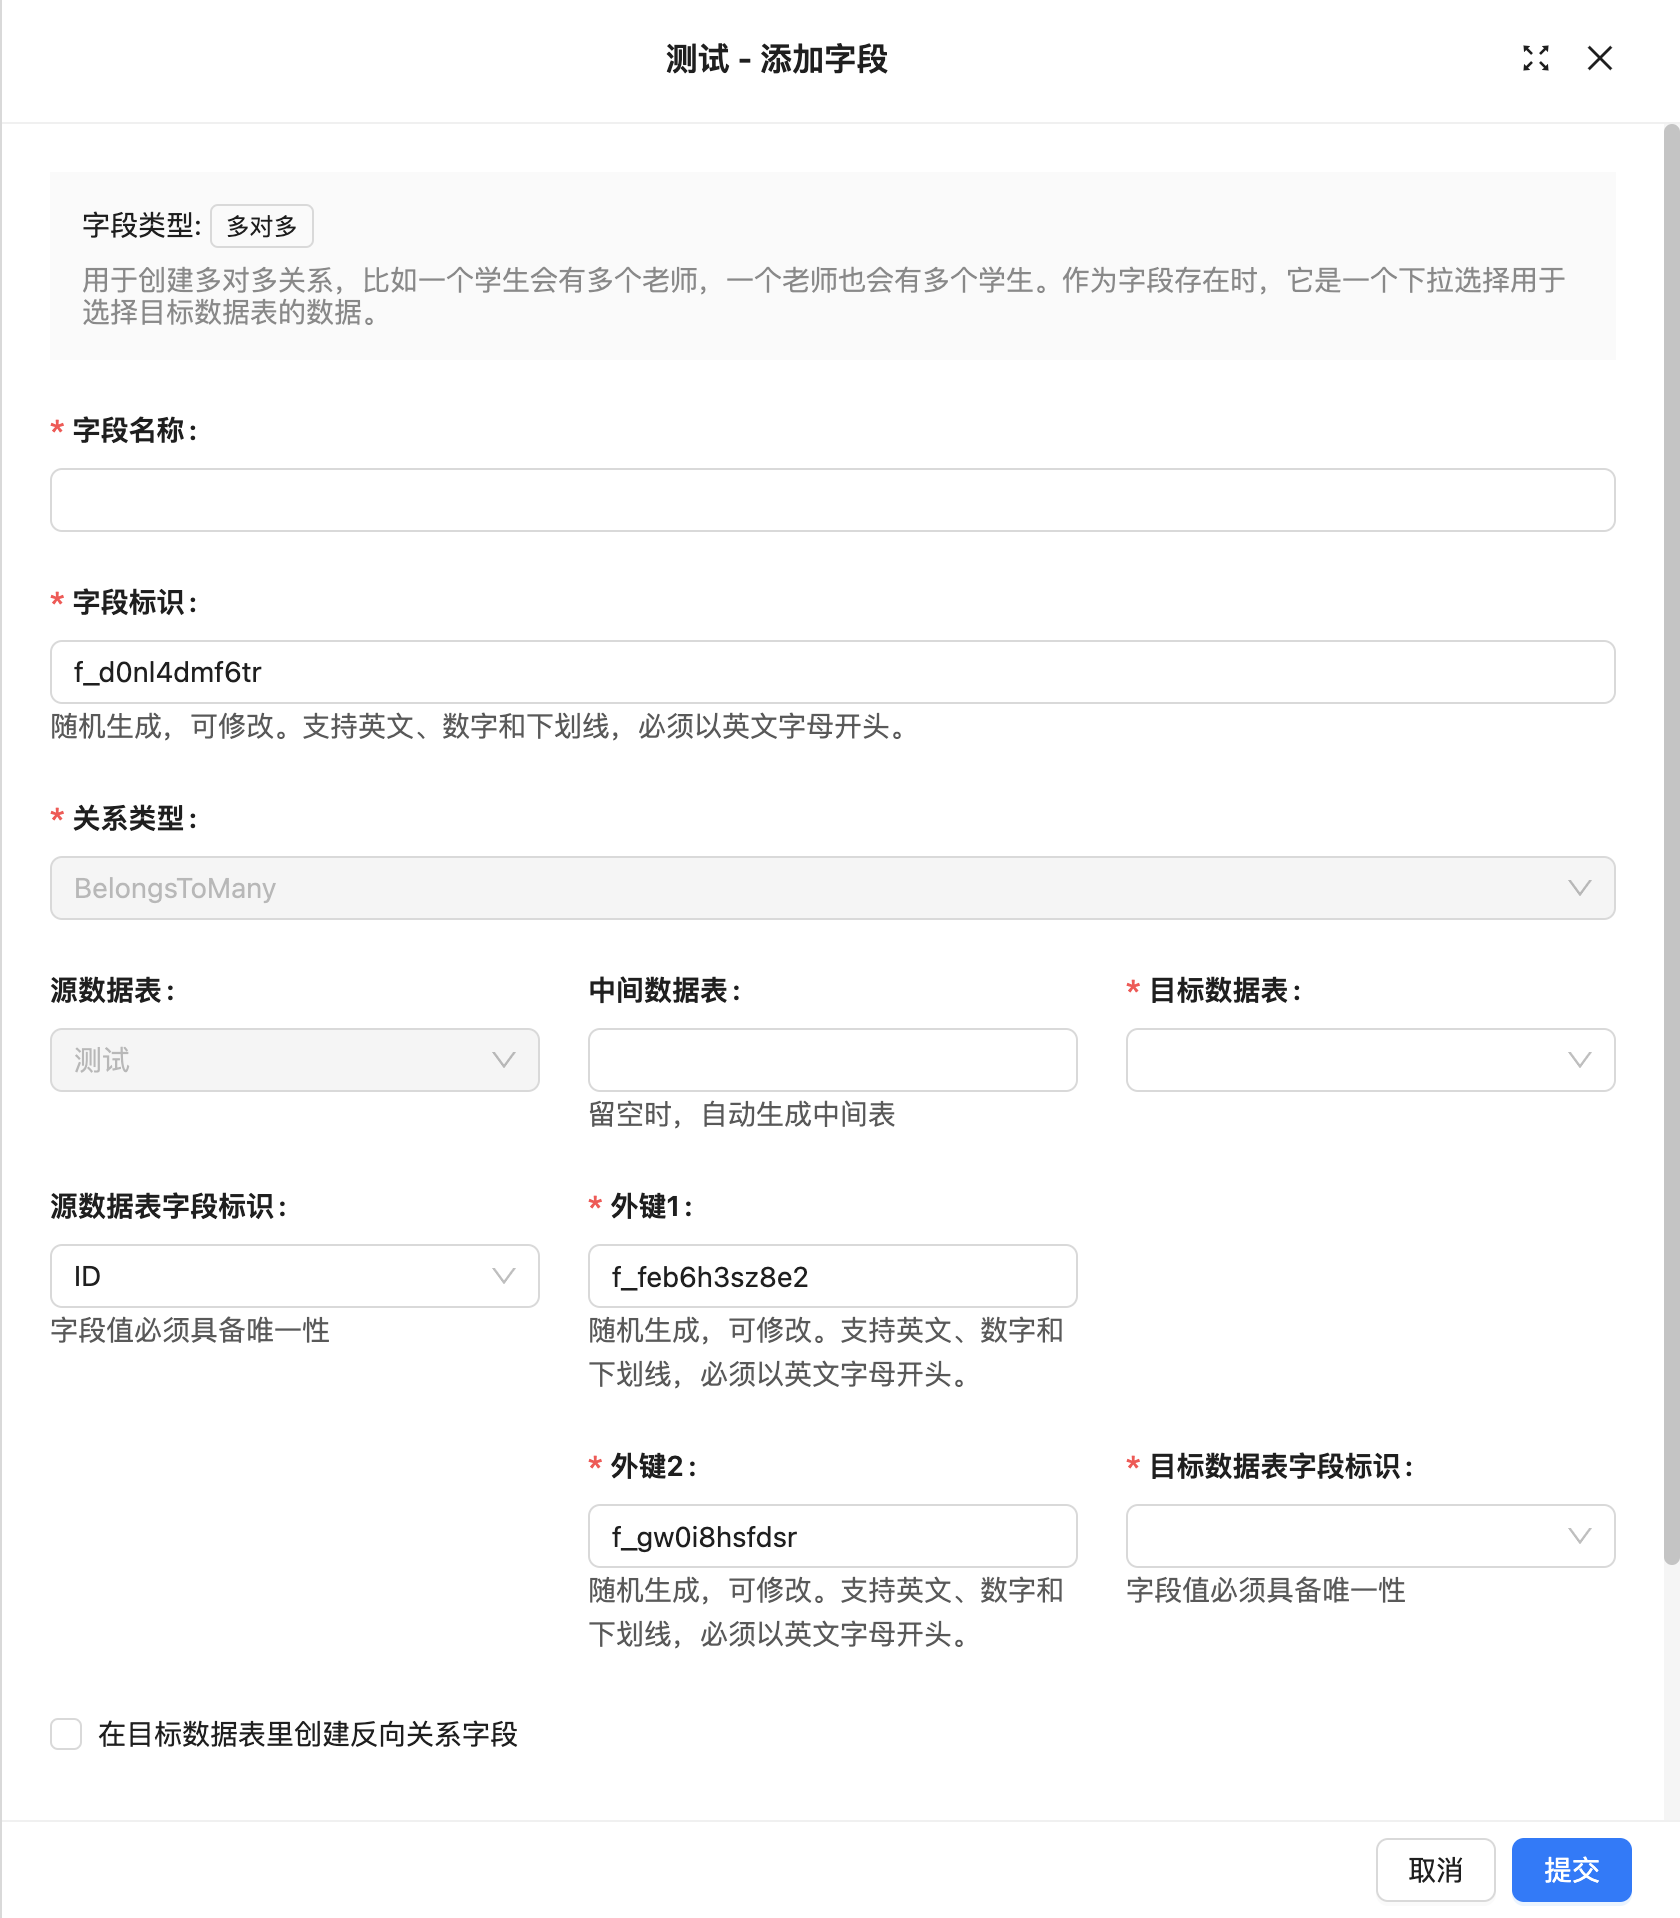 测试 - 添加字段
字段类型: 多对多
用于创建多对多关系，比如一个学生会有多个老师，一个老师也会有多个学生。作为字段存在时，它是一个下拉选择用于
选择目标数据表的数据。
* 字段名称:
* 字段标识:
f_d0nl4dmf6tr
随机生成，可修改。支持英文、数字和下划线，必须以英文字母开头。
* 关系类型:
BelongsToMany
源数据表:
测试
中间数据表:
留空时，自动生成中间表
* 目标数据表:
源数据表字段标识:
ID
字段值必须具备唯一性
* 外键1:
f_feb6h3sz8e2
随机生成，可修改。支持英文、数字和
下划线，必须以英文字母开头。
* 外键2:
f_gw0i8hsfdsr
随机生成，可修改。支持英文、数字和
下划线，必须以英文字母开头。
* 目标数据表字段标识:
字段值必须具备唯一性
在目标数据表里创建反向关系字段
取消
提交